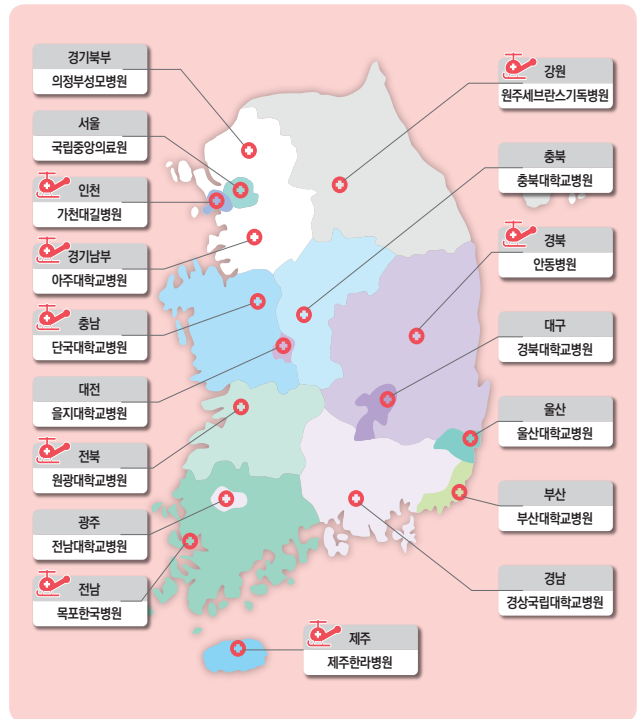 경기북부
의정부성모병원
서울
국립중앙의료원
인천
가천대길병원
경기남부
아주대학교병원
충남
단국대학교병원
대전
을지대학교병원
전북
원광대학교병원
광주
전남대학교병원
전남
목포한국병원
강원
원주세브란스기독병원
충북
충북대학교병원
경북
안동병원
대구
경북대학교병원
울산
울산대학교병원
부산
부산대학교병원
경남
경상국립대학교병원
제주
제주한라병원